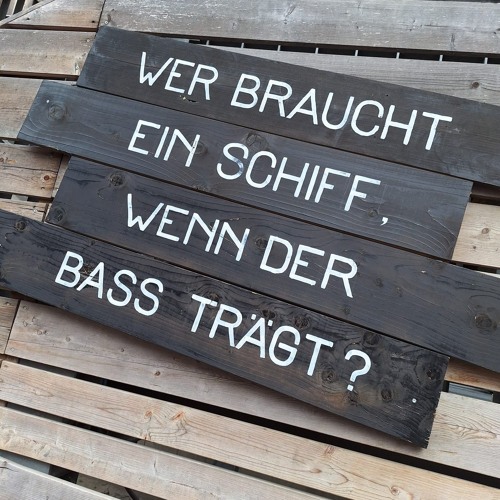 WER BRAUCHT
EIN SCHIFF,
WENN DER
BASS TRÄGT?